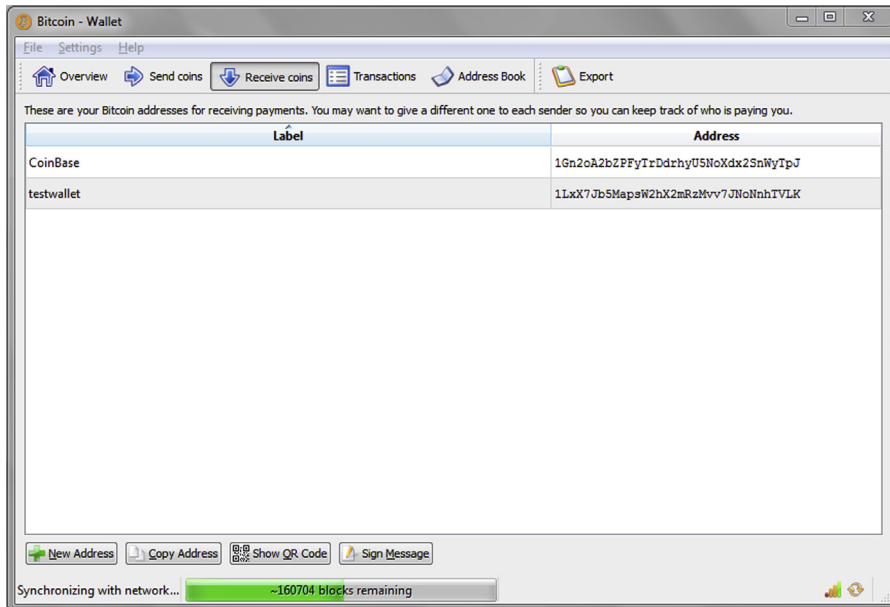 Bitcoin - Wallet
File Settings Help
Overview Send coins Receive coins Transactions Address Book Export
These are your Bitcoin addresses for receiving payments. You may want to give a different one to each sender so you can keep track of who is paying you.
Label Address
CoinBase 1Gn2oA2bZPFyTrDdrhyU5NoXdx2SnWyTpJ
testwallet 1LxX7Jb5MapsW2hX2mRzMvv7JNoNnhTVLK
New Address Copy Address Show QR Code Sign Message
Synchronizing with network... ~160704 blocks remaining